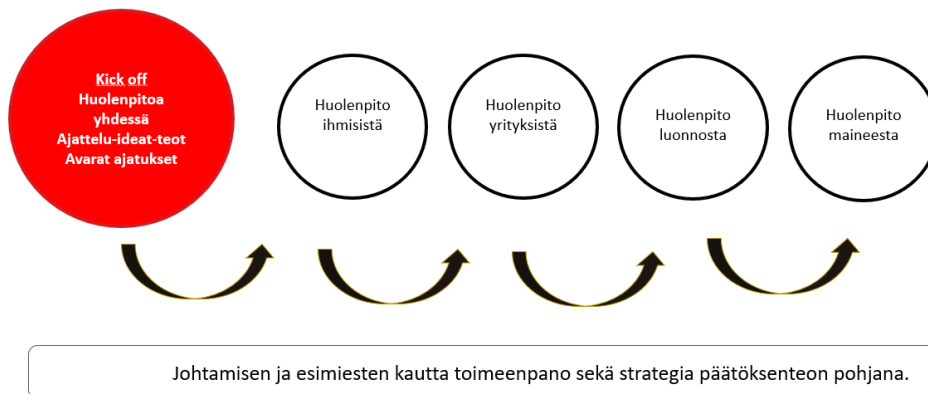 Kick off
Huolenpitoa
yhdessä
Ajattelu-ideat-teot
Avarat ajatukset
Huolenpito
ihmisistä
Huolenpito
yrityksistä
Huolenpito
luonnosta
Huolenpito
maineesta
Johtamisen ja esimiesten kautta toimeenpano sekä strategia päätöksenteon pohjana.